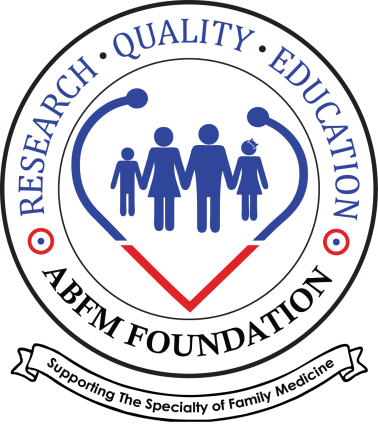 RESEARCH • QUALITY • EDUCATION
ABFM FOUNDATION
Supporting The Specialty of Family Medicine